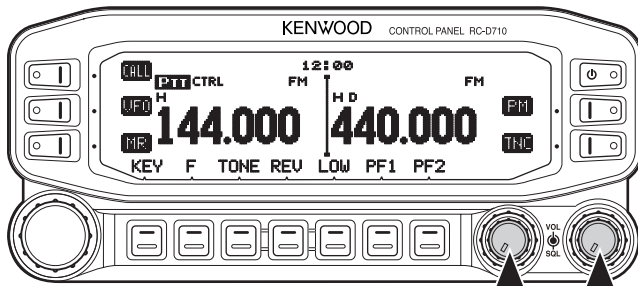 KENWOOD CONTROL PANEL RC-D710
12:00
CALL PTT CTRL FM FM
H H D
VFO 144.000 440.000 PM
MR TNC
KEY F TONE REV LOW PF1 PF2
VOL
SQL